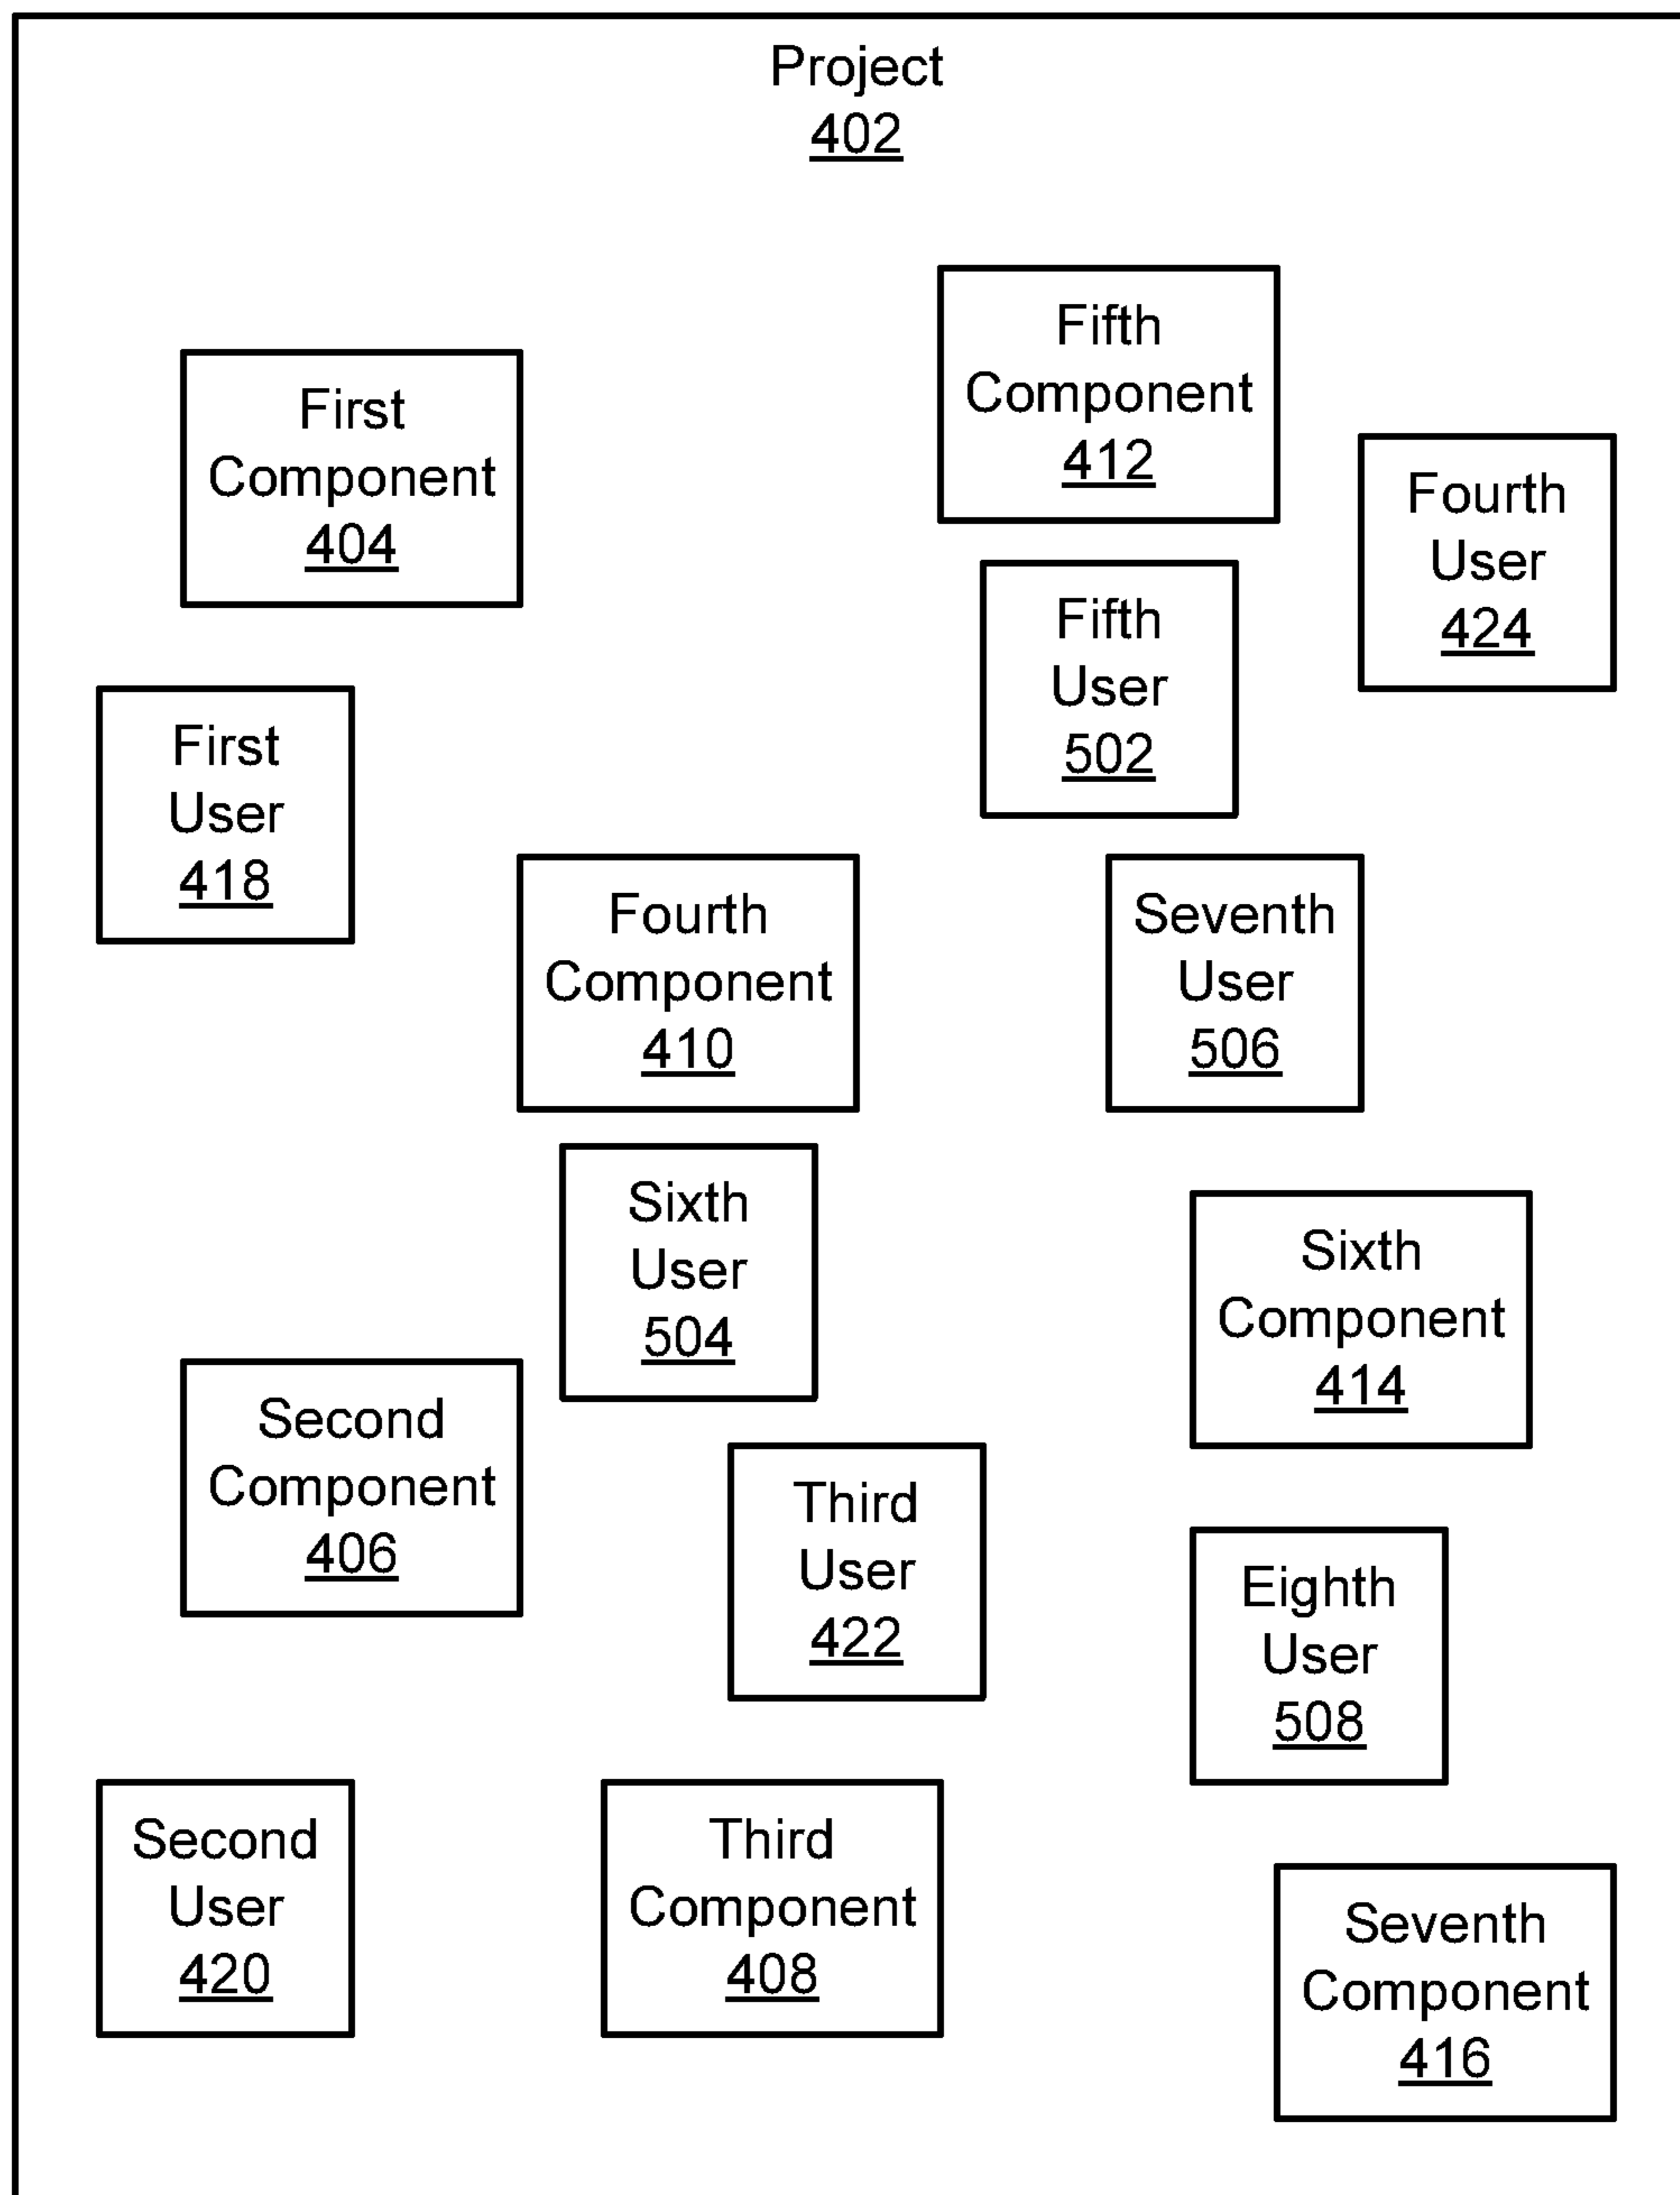 Project
402
Fifth
Component
412
First
Component
404
Fourth
User
424
Fifth
User
502
First
User
418
Fourth
Component
410
Seventh
User
506
Sixth
User
504
Sixth
Component
414
Second
Component
406
Third
User
422
Eighth
User
508
Second
User
420
Third
Component
408
Seventh
Component
416